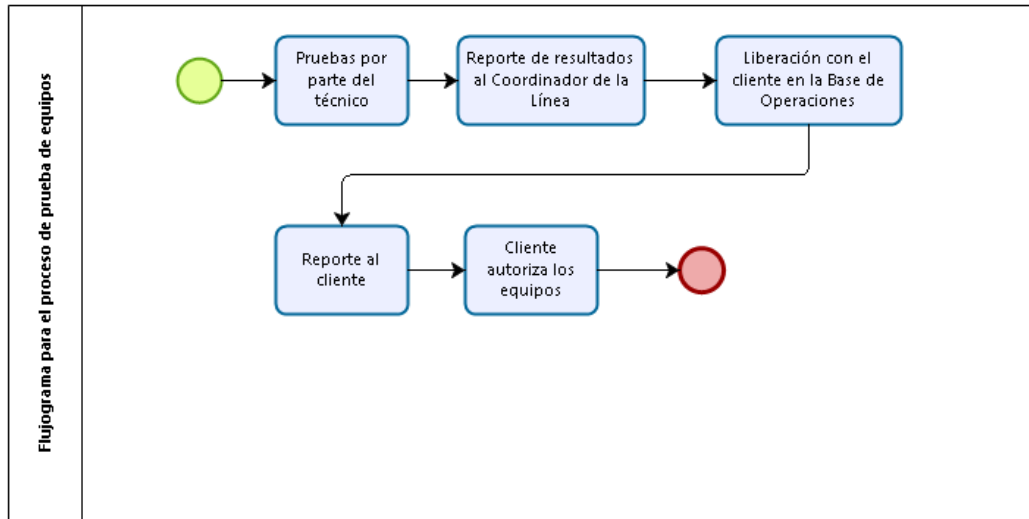 Flujograma para el proceso de prueba de equipos
Pruebas por
parte del
técnico
Reporte de resultados
al Coordinador de la
Línea
Liberación con el
cliente en la Base de
Operaciones
Reporte al
cliente
Cliente
autoriza los
equipos